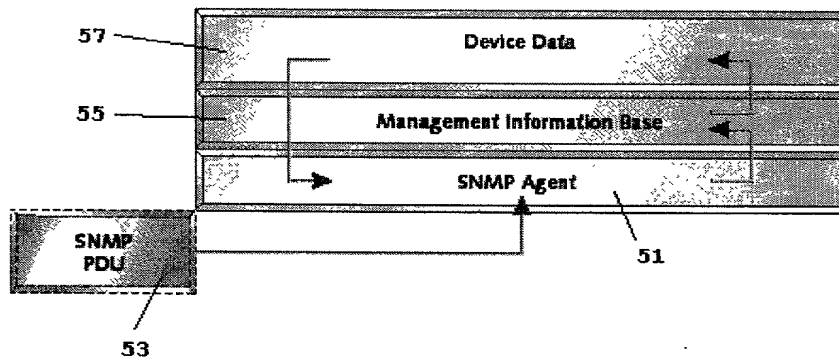 57
Device Data
55
Management Information Base
SNMP Agent
SNMP
PDU
51
53